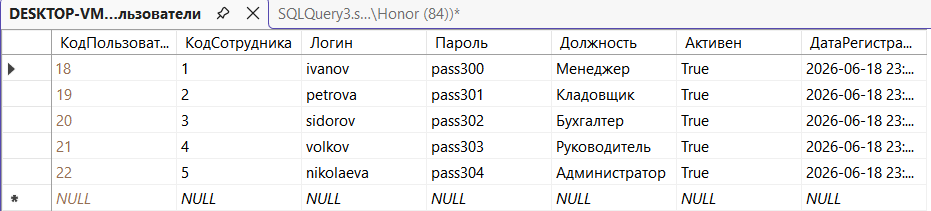 DESKTOP-VM...льзователи SQLQuery3.s...\Honor (84))*
КодПользоват... КодСотрудника Логин Пароль Должность Активен ДатаРегистра...
18 1 ivanov pass300 Менеджер True 2026-06-18 23:...
19 2 petrova pass301 Кладовщик True 2026-06-18 23:...
20 3 sidorov pass302 Бухгалтер True 2026-06-18 23:...
21 4 volkov pass303 Руководитель True 2026-06-18 23:...
22 5 nikolaeva pass304 Администратор True 2026-06-18 23:...
NULL NULL NULL NULL NULL NULL NULL